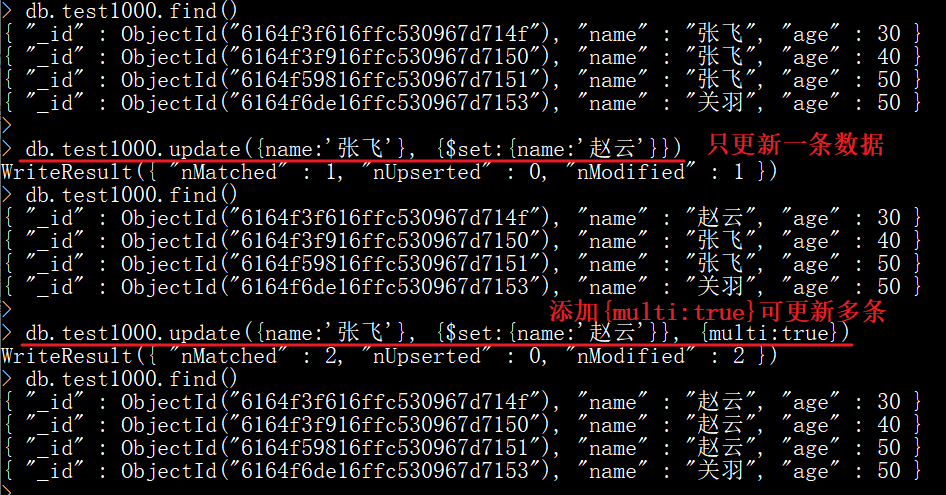 > db.test1000.find()
{ "_id" : ObjectId("6164f3f616ffc530967d714f"), "name" : "张飞", "age" : 30 }
{ "_id" : ObjectId("6164f3f916ffc530967d7150"), "name" : "张飞", "age" : 40 }
{ "_id" : ObjectId("6164f59816ffc530967d7151"), "name" : "张飞", "age" : 50 }
{ "_id" : ObjectId("6164f6de16ffc530967d7153"), "name" : "关羽", "age" : 50 }
>
> db.test1000.update({name:'张飞'}, {$set:{name:'赵云'}}) 只更新一条数据
WriteResult({ "nMatched" : 1, "nUpserted" : 0, "nModified" : 1 })
> db.test1000.find()
{ "_id" : ObjectId("6164f3f616ffc530967d714f"), "name" : "赵云", "age" : 30 }
{ "_id" : ObjectId("6164f3f916ffc530967d7150"), "name" : "张飞", "age" : 40 }
{ "_id" : ObjectId("6164f59816ffc530967d7151"), "name" : "张飞", "age" : 50 }
{ "_id" : ObjectId("6164f6de16ffc530967d7153"), "name" : "关羽", "age" : 50 }
> 添加{multi:true}可更新多条
> db.test1000.update({name:'张飞'}, {$set:{name:'赵云'}}, {multi:true})
WriteResult({ "nMatched" : 2, "nUpserted" : 0, "nModified" : 2 })
> db.test1000.find()
{ "_id" : ObjectId("6164f3f616ffc530967d714f"), "name" : "赵云", "age" : 30 }
{ "_id" : ObjectId("6164f3f916ffc530967d7150"), "name" : "赵云", "age" : 40 }
{ "_id" : ObjectId("6164f59816ffc530967d7151"), "name" : "赵云", "age" : 50 }
{ "_id" : ObjectId("6164f6de16ffc530967d7153"), "name" : "关羽", "age" : 50 }
>